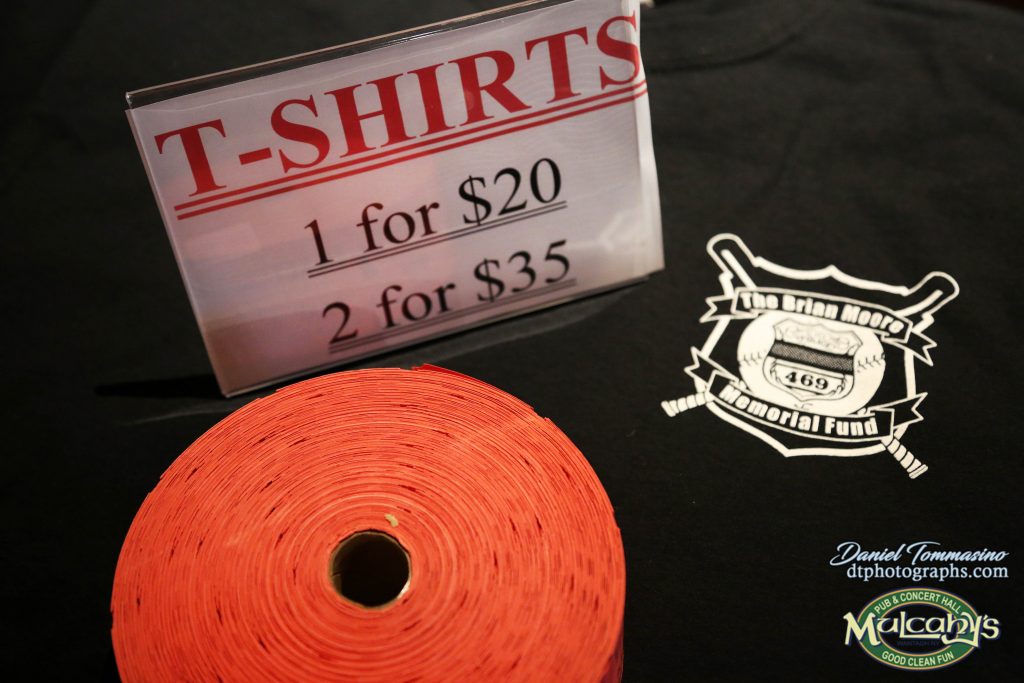 T-SHIRTS
1 for $20
2 for $35
The Brian Moore
469
Memorial Fund
Daniel Tommasino
dtphotographs.com
PUB & CONCERT HALL
Mulcahy's
GOOD CLEAN FUN